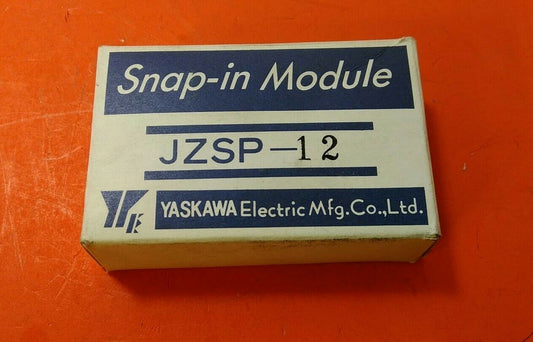 Snap-in Module
JZSP-12
YASKAWA Electric Mfg.Co.,Ltd.